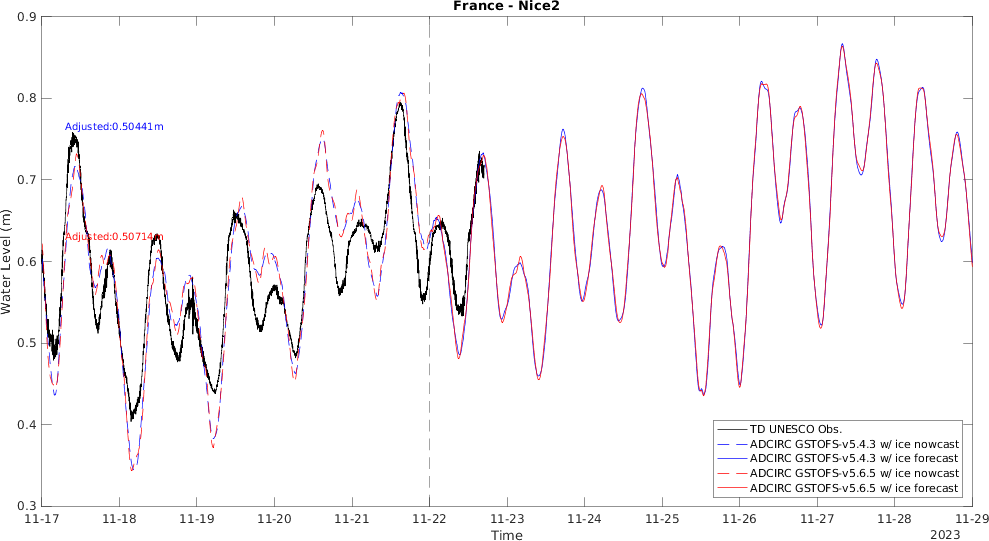 France - Nice2
0.9
0.8
0.7
0.6
0.5
0.4
0.3
Water Level (m)
Adjusted:0.50441m
Adjusted:0.50714m
TD UNESCO Obs.
ADCIRC GSTOFS-v5.4.3 w/ ice nowcast
ADCIRC GSTOFS-v5.4.3 w/ ice forecast
ADCIRC GSTOFS-v5.6.5 w/ ice nowcast
ADCIRC GSTOFS-v5.6.5 w/ ice forecast
11-17 11-18 11-19 11-20 11-21 11-22 11-23 11-24 11-25 11-26 11-27 11-28 11-29
Time
2023